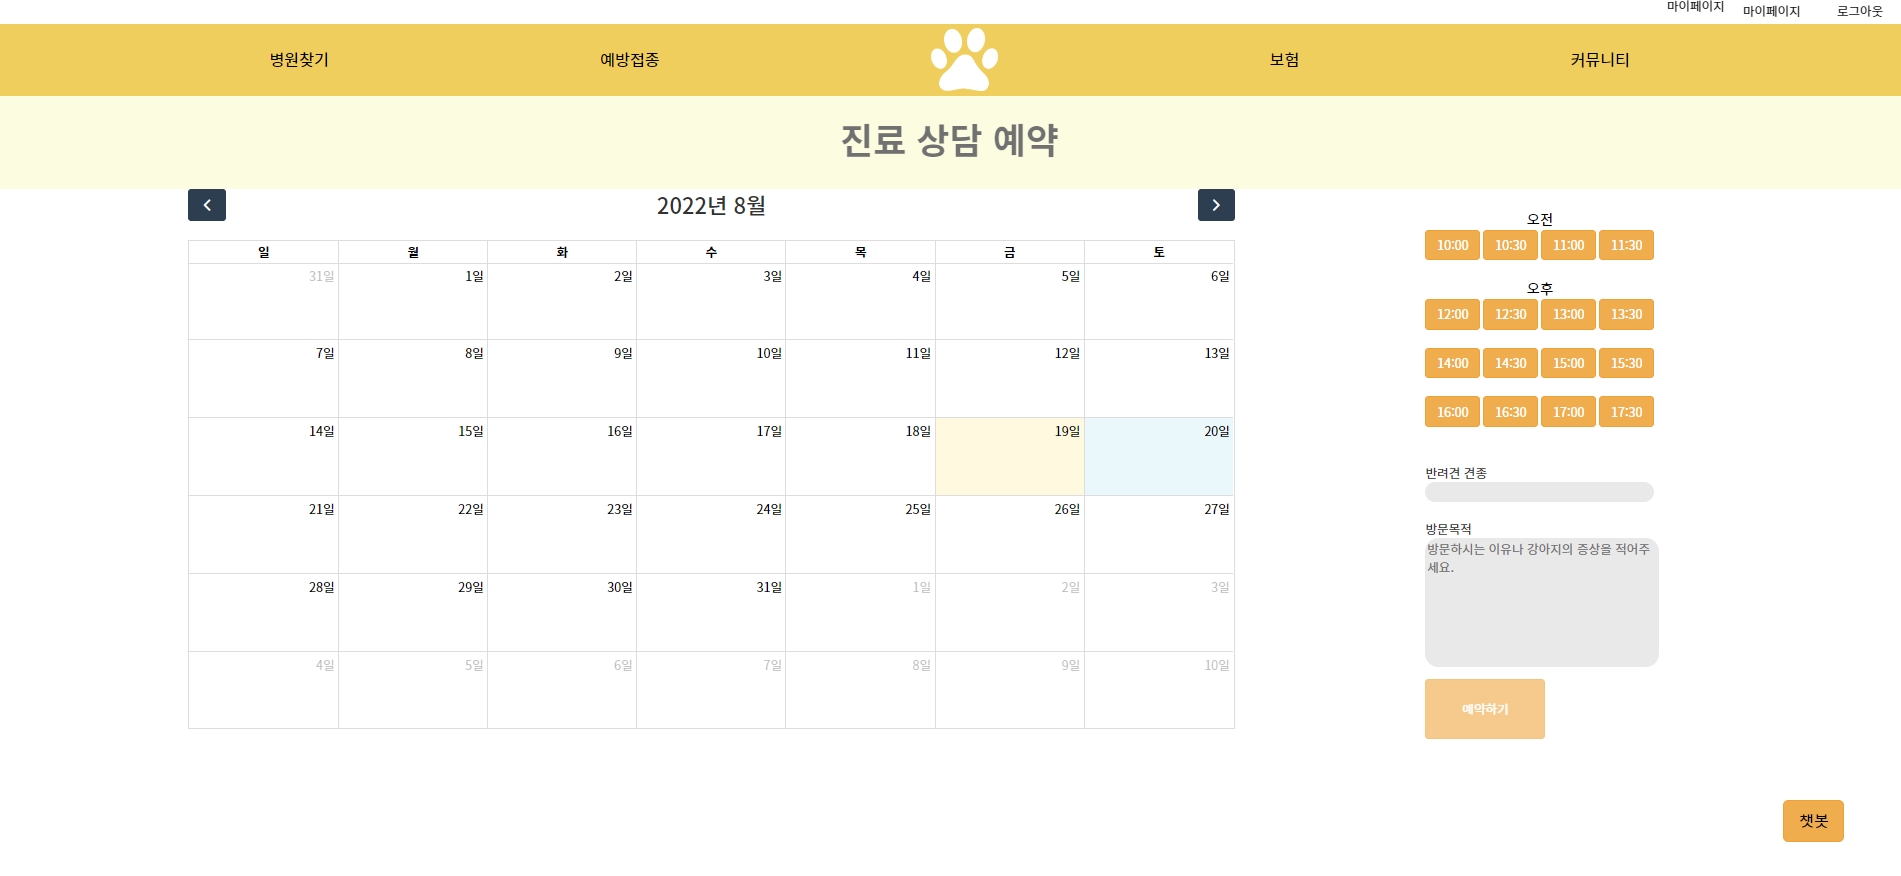 마이페이지 마이페이지 로그아웃
병원찾기 예방접종 보험 커뮤니티
진료 상담 예약
2022년 8월
일 월 화 수 목 금 토
31일 1일 2일 3일 4일 5일 6일
7일 8일 9일 10일 11일 12일 13일
14일 15일 16일 17일 18일 19일 20일
21일 22일 23일 24일 25일 26일 27일
28일 29일 30일 31일 1일 2일 3일
4일 5일 6일 7일 8일 9일 10일
오전
10:00 10:30 11:00 11:30
오후
12:00 12:30 13:00 13:30
14:00 14:30 15:00 15:30
16:00 16:30 17:00 17:30
반려견 견종
방문목적
방문하시는 이유나 강아지의 증상을 적어주
세요.
예약하기
챗봇